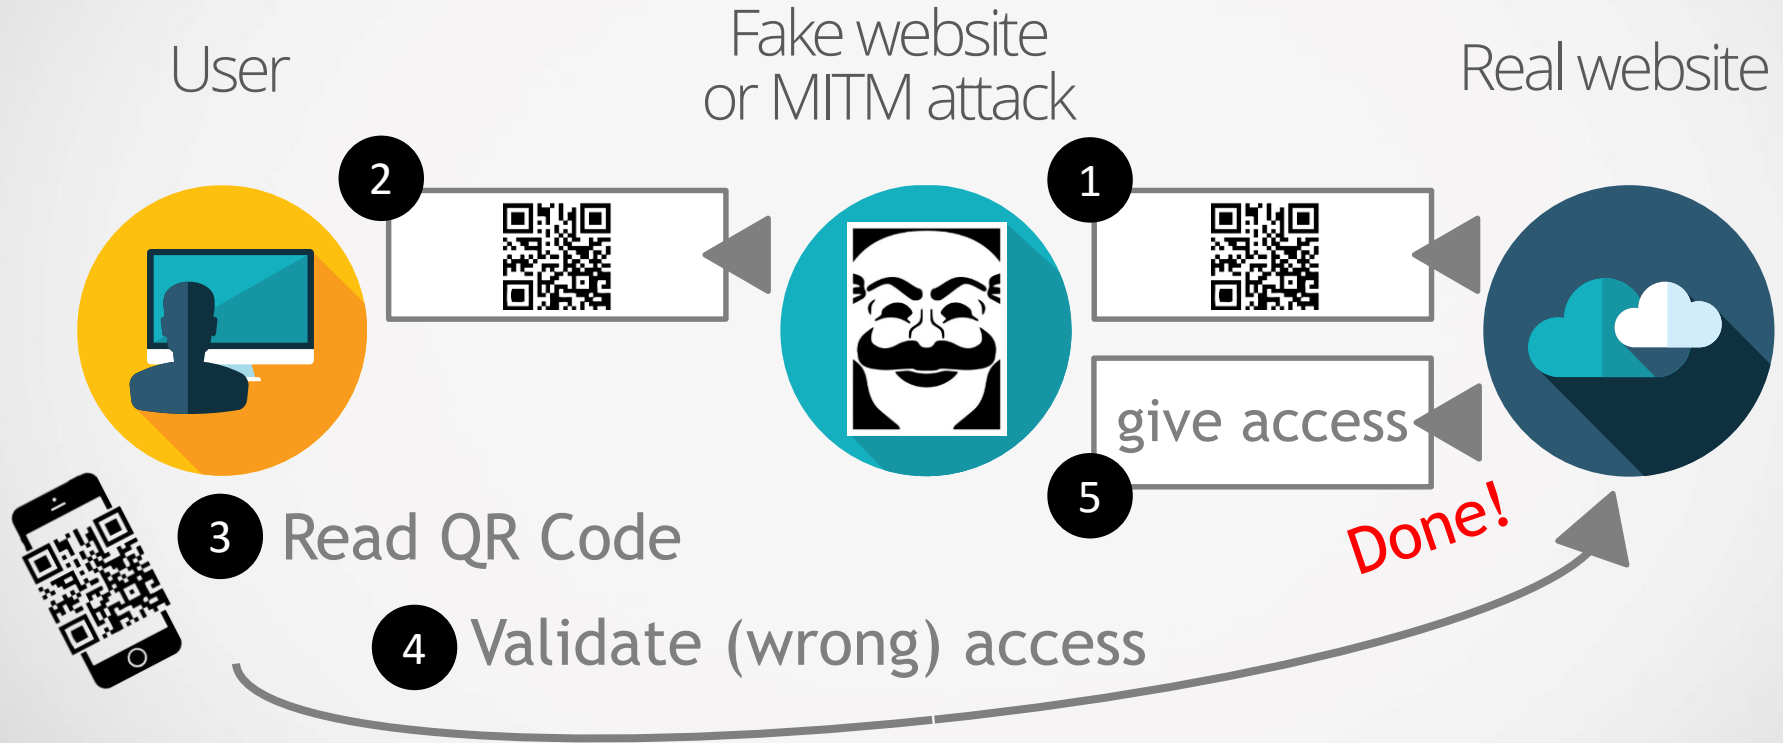 User
Fake website
or MITM attack
Real website
2
1
give access
5
Done!
3 Read QR Code
4 Validate (wrong) access